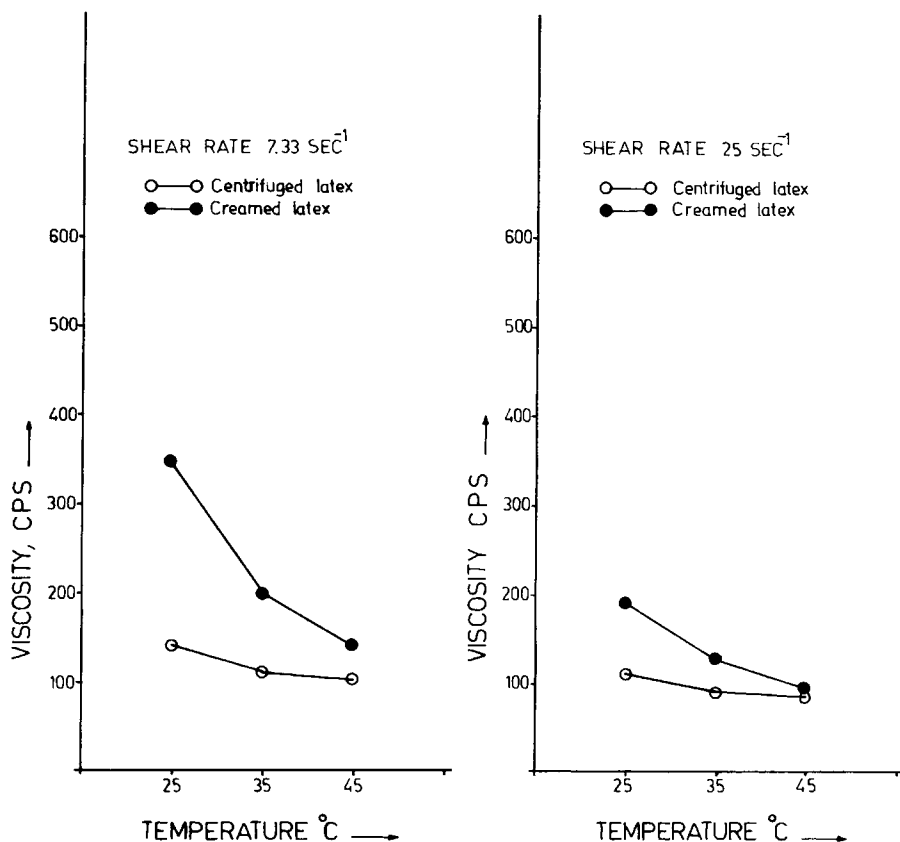 SHEAR RATE 7.33 SEC⁻¹
Centrifuged latex
Creamed latex
600
500
400
300
200
100
VISCOSITY, CPS
25 35 45
TEMPERATURE °C
SHEAR RATE 25 SEC⁻¹
Centrifuged latex
Creamed latex
600
500
400
300
200
100
VISCOSITY CPS
25 35 45
TEMPERATURE °C